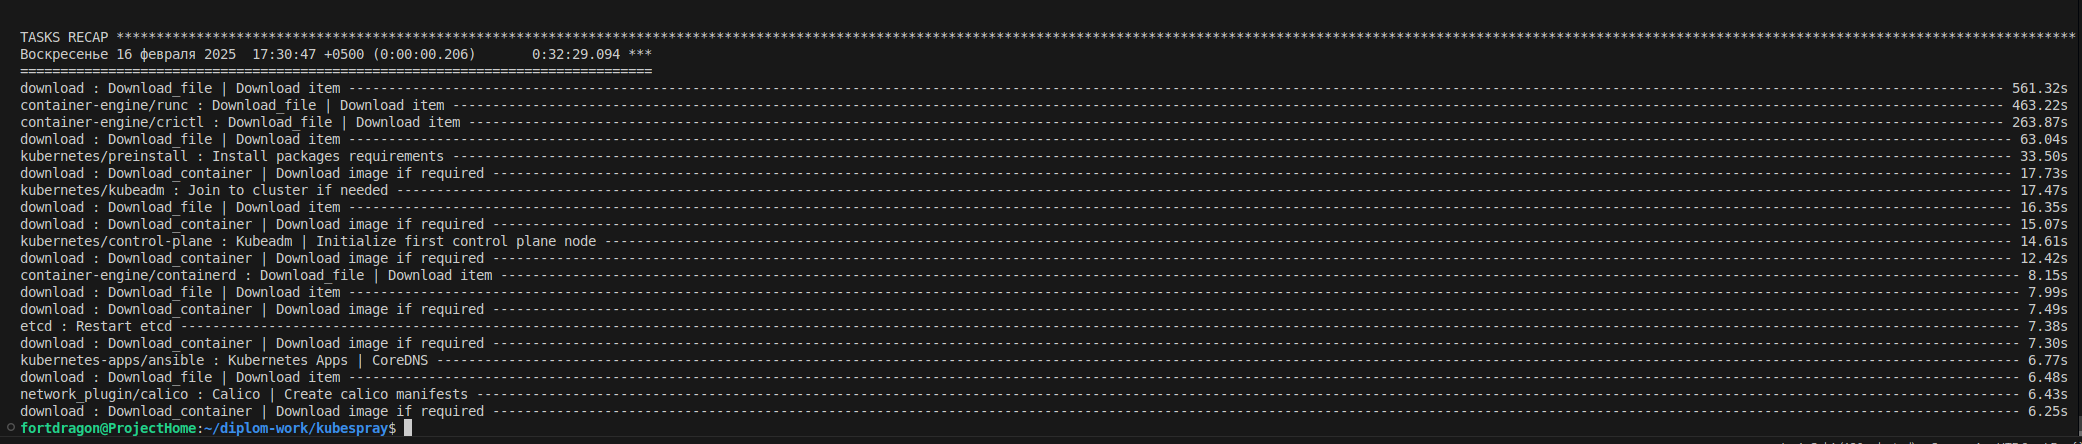 TASKS RECAP ********************************************************************************************************************************************************************************************************************************************************
Воскресенье 16 февраля 2025  17:30:47 +0500 (0:00:00.206)       0:32:29.094 ***
===============================================================================
download : Download_file | Download item ---------------------------------------- 561.32s
container-engine/runc : Download_file | Download item ---------------------------------------- 463.22s
container-engine/crictl : Download_file | Download item ---------------------------------------- 263.87s
download : Download_file | Download item ---------------------------------------- 63.04s
kubernetes/preinstall : Install packages requirements ---------------------------------------- 33.50s
download : Download_container | Download image if required ---------------------------------------- 17.73s
kubernetes/kubeadm : Join to cluster if needed ---------------------------------------- 17.47s
download : Download_file | Download item ---------------------------------------- 16.35s
download : Download_container | Download image if required ---------------------------------------- 15.07s
kubernetes/control-plane : Kubeadm | Initialize first control plane node ---------------------------------------- 14.61s
download : Download_container | Download image if required ---------------------------------------- 12.42s
container-engine/containerd : Download_file | Download item ---------------------------------------- 8.15s
download : Download_file | Download item ---------------------------------------- 7.99s
download : Download_container | Download image if required ---------------------------------------- 7.49s
etcd : Restart etcd ---------------------------------------- 7.38s
download : Download_container | Download image if required ---------------------------------------- 7.30s
kubernetes-apps/ansible : Kubernetes Apps | CoreDNS ---------------------------------------- 6.77s
download : Download_file | Download item ---------------------------------------- 6.48s
network_plugin/calico : Calico | Create calico manifests ---------------------------------------- 6.43s
download : Download_container | Download image if required ---------------------------------------- 6.25s
fortdragon@ProjectHome:~/diplom-work/kubespray$